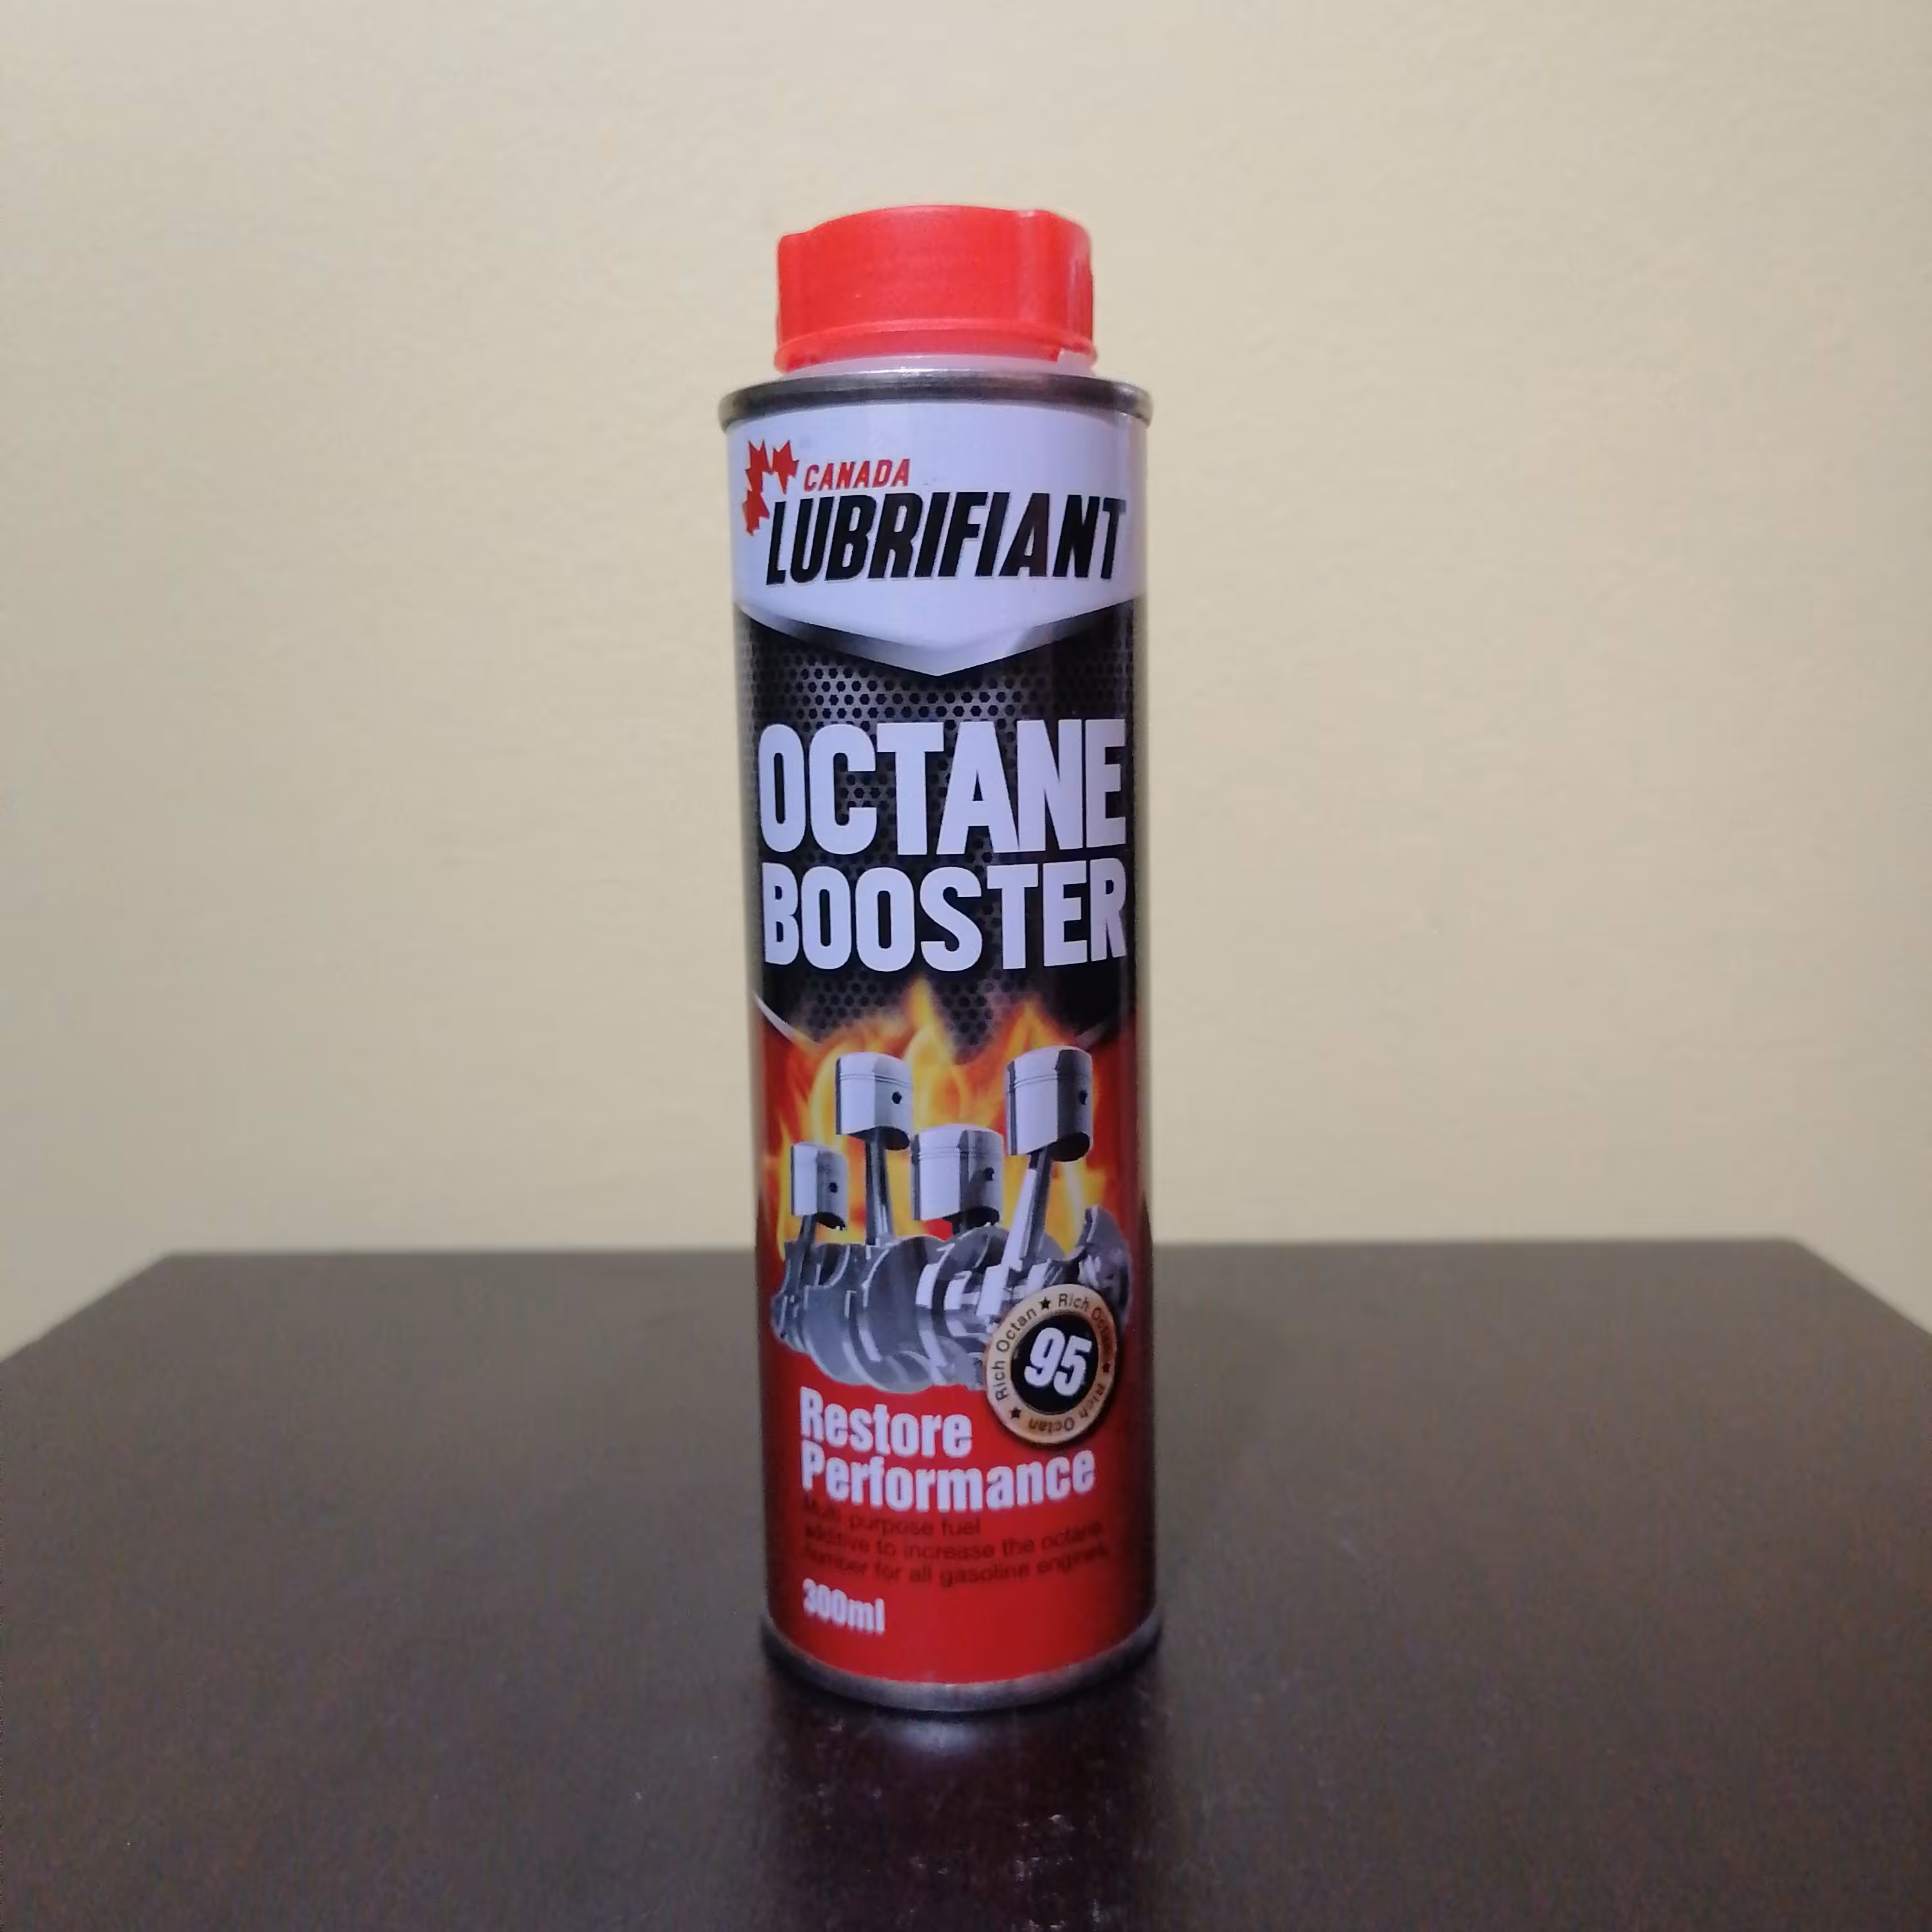 CANADA
LUBRIFIANT
OCTANE
BOOSTER
Rich Octan ★ Rich Octan ★ Rich Octan ★
95
Restore
Performance
Multi purpose fuel
additive to increase the octane
number for all gasoline engines
300ml